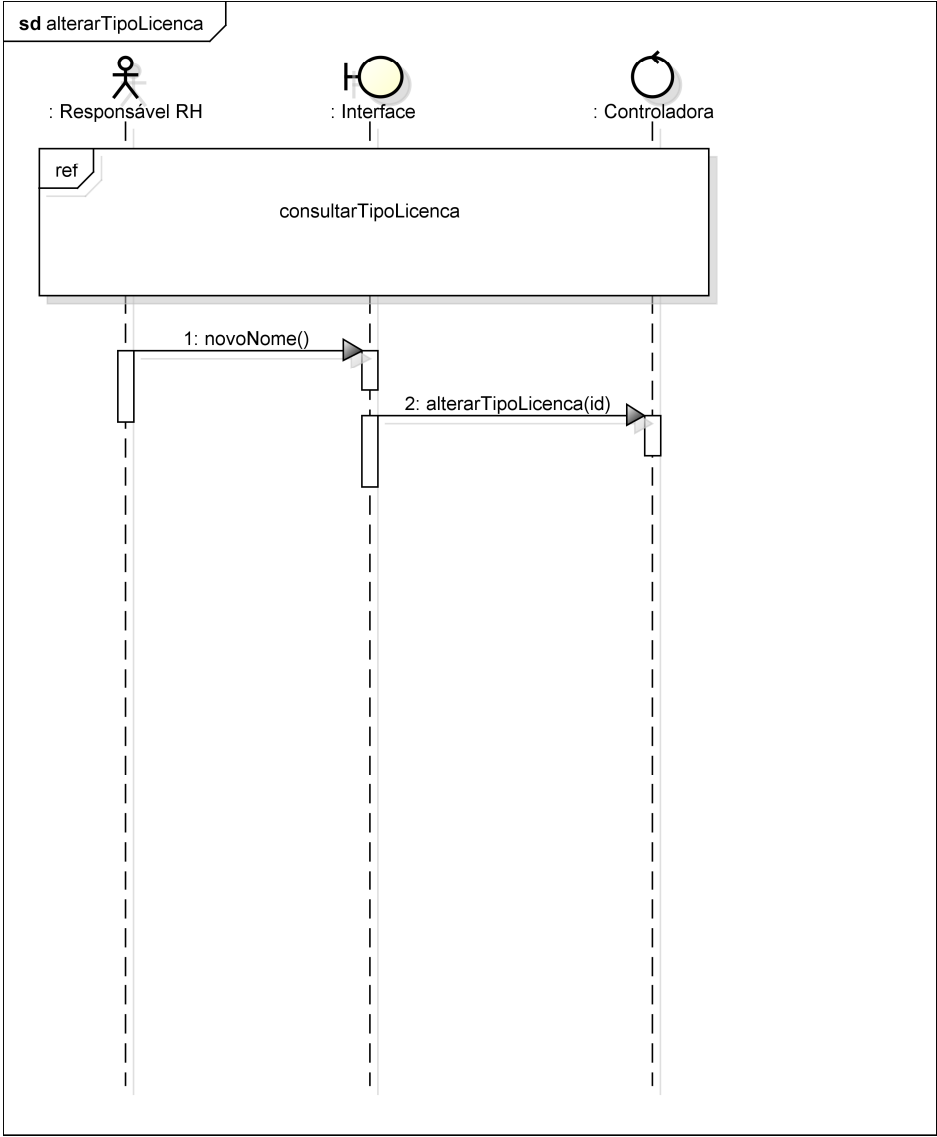 sd alterarTipoLicenca
: Responsável RH
: Interface
: Controladora
ref
consultarTipoLicenca
1: novoNome()
2: alterarTipoLicenca(id)